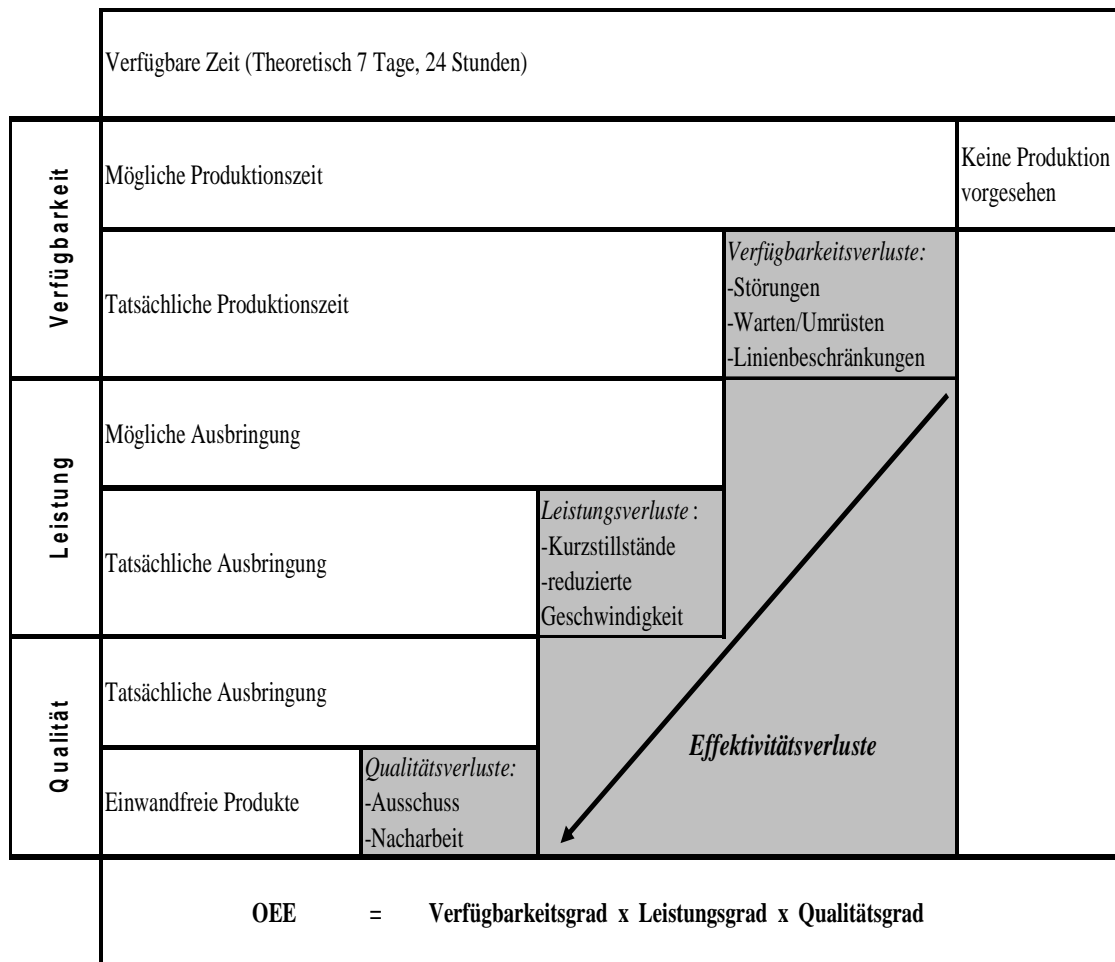 Verfügbare Zeit (Theoretisch 7 Tage, 24 Stunden)
Verfügbarkeit
Mögliche Produktionszeit
Keine Produktion
vorgesehen
Tatsächliche Produktionszeit
Verfügbarkeitsverluste:
-Störungen
-Warten/Umrüsten
-Linienbeschränkungen
Leistung
Mögliche Ausbringung
Tatsächliche Ausbringung
Leistungsverluste :
-Kurzstillstände
-reduzierte
Geschwindigkeit
Qualität
Tatsächliche Ausbringung
Effektivitätsverluste
Einwandfreie Produkte
Qualitätsverluste:
-Ausschuss
-Nacharbeit
OEE = Verfügbarkeitsgrad x Leistungsgrad x Qualitätsgrad